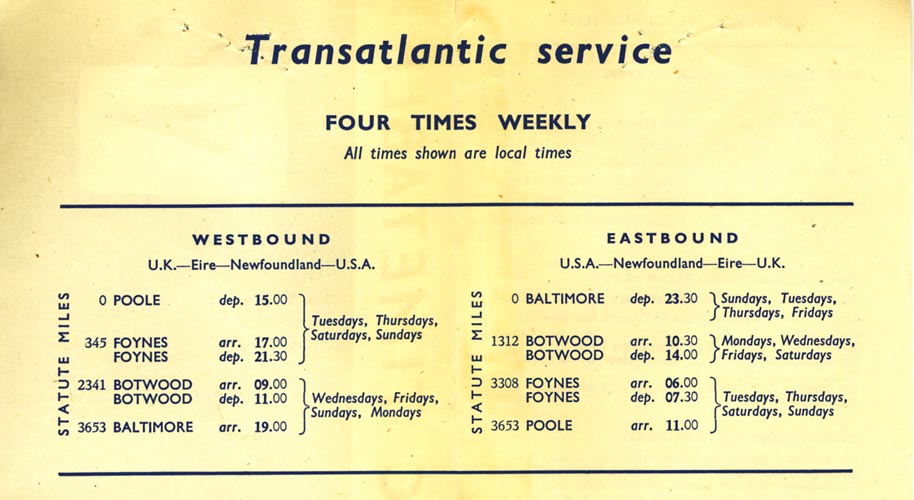 Transatlantic service
FOUR TIMES WEEKLY
All times shown are local times
WESTBOUND
U.K.—Eire—Newfoundland—U.S.A.
STATUTE MILES
0 POOLE dep. 15.00
345 FOYNES arr. 17.00
FOYNES dep. 21.30
Tuesdays, Thursdays,
Saturdays, Sundays
2341 BOTWOOD arr. 09.00
BOTWOOD dep. 11.00
3653 BALTIMORE arr. 19.00
Wednesdays, Fridays,
Sundays, Mondays
EASTBOUND
U.S.A.—Newfoundland—Eire—U.K.
STATUTE MILES
0 BALTIMORE dep. 23.30
Sundays, Tuesdays,
Thursdays, Fridays
1312 BOTWOOD arr. 10.30
BOTWOOD dep. 14.00
Mondays, Wednesdays,
Fridays, Saturdays
3308 FOYNES arr. 06.00
FOYNES dep. 07.30
3653 POOLE arr. 11.00
Tuesdays, Thursdays,
Saturdays, Sundays